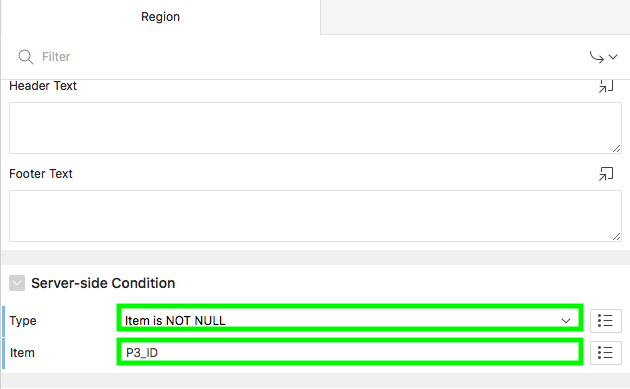 Region
Filter
Header Text
Footer Text
Server-side Condition
Type
Item is NOT NULL
Item
P3_ID